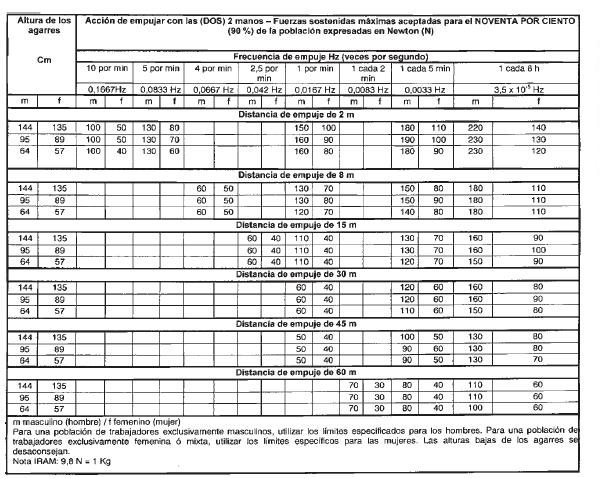 Altura de los agarres Acción de empujar con las (DOS) 2 manos – Fuerzas sostenidas máximas aceptadas para el NOVENTA POR CIENTO
(90 %) de la población expresadas en Newton (N)
Cm Frecuencia de empuje Hz (veces por segundo)
10 por min 5 por min 4 por min 2,5 por min 1 por min 1 cada 2 min 1 cada 5 min 1 cada 8 h
0,1667Hz 0,0833 Hz 0,0667 Hz 0,042 Hz 0,0167 Hz 0,0083 Hz 0,0033 Hz 3,5 x 10⁻⁵ Hz
m f m f m f m f m f m f m f m f m f
Distancia de empuje de 2 m
144 135 100 50 130 80 150 100 180 110 220 140
95 89 100 50 130 70 160 90 190 100 230 130
64 57 100 40 130 60 160 80 180 90 230 120
Distancia de empuje de 8 m
144 135 60 50 130 70 150 80 180 110
95 89 60 50 130 80 150 90 180 110
64 57 60 50 120 70 140 80 180 110
Distancia de empuje de 15 m
144 135 60 40 110 40 130 70 160 90
95 89 60 40 110 40 130 70 160 100
64 57 60 40 110 40 120 70 150 90
Distancia de empuje de 30 m
144 135 60 40 120 60 160 80
95 89 60 40 120 60 160 90
64 57 60 40 110 60 150 80
Distancia de empuje de 45 m
144 135 50 40 100 50 130 80
95 89 50 40 90 60 130 80
64 57 50 40 90 50 130 70
Distancia de empuje de 60 m
144 135 70 30 80 40 110 60
95 89 70 30 80 40 110 60
64 57 70 30 80 40 100 60
m masculino (hombre) / f femenino (mujer)
Para una población de trabajadores exclusivamente masculinos, utilizar los límites especificados para los hombres. Para una población de
trabajadores exclusivamente femenina ó mixta, utilizar los límites específicos para las mujeres. Las alturas bajas de los agarres se
desaconsejan.
Nota IRAM: 9,8 N = 1 Kg